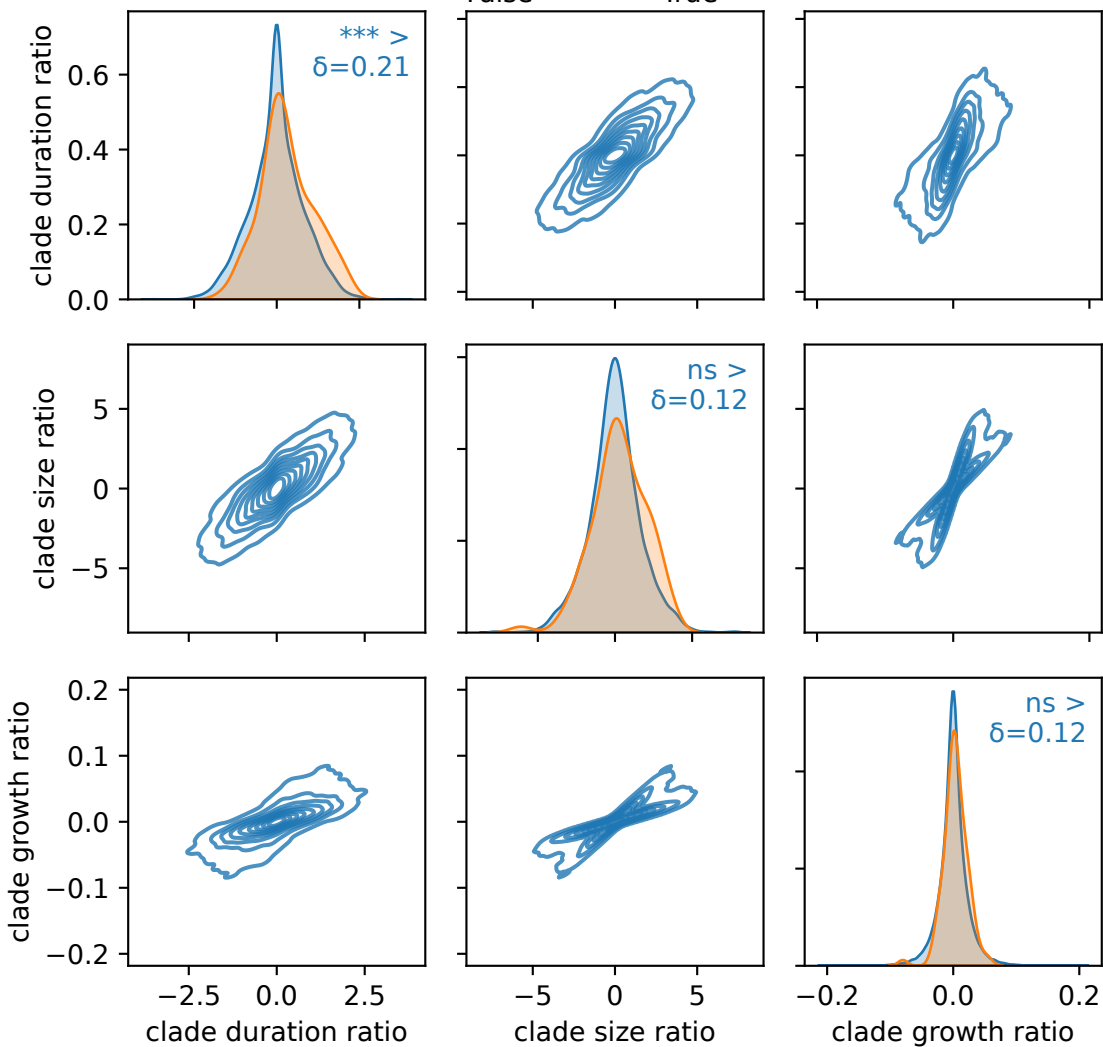 False True
clade duration ratio
0.6
0.4
0.2
0.0
*** >
δ=0.21
clade size ratio
5
0
−5
ns >
δ=0.12
clade growth ratio
0.2
0.1
0.0
−0.1
−0.2
ns >
δ=0.12
−2.5 0.0 2.5
clade duration ratio
−5 0 5
clade size ratio
−0.2 0.0 0.2
clade growth ratio